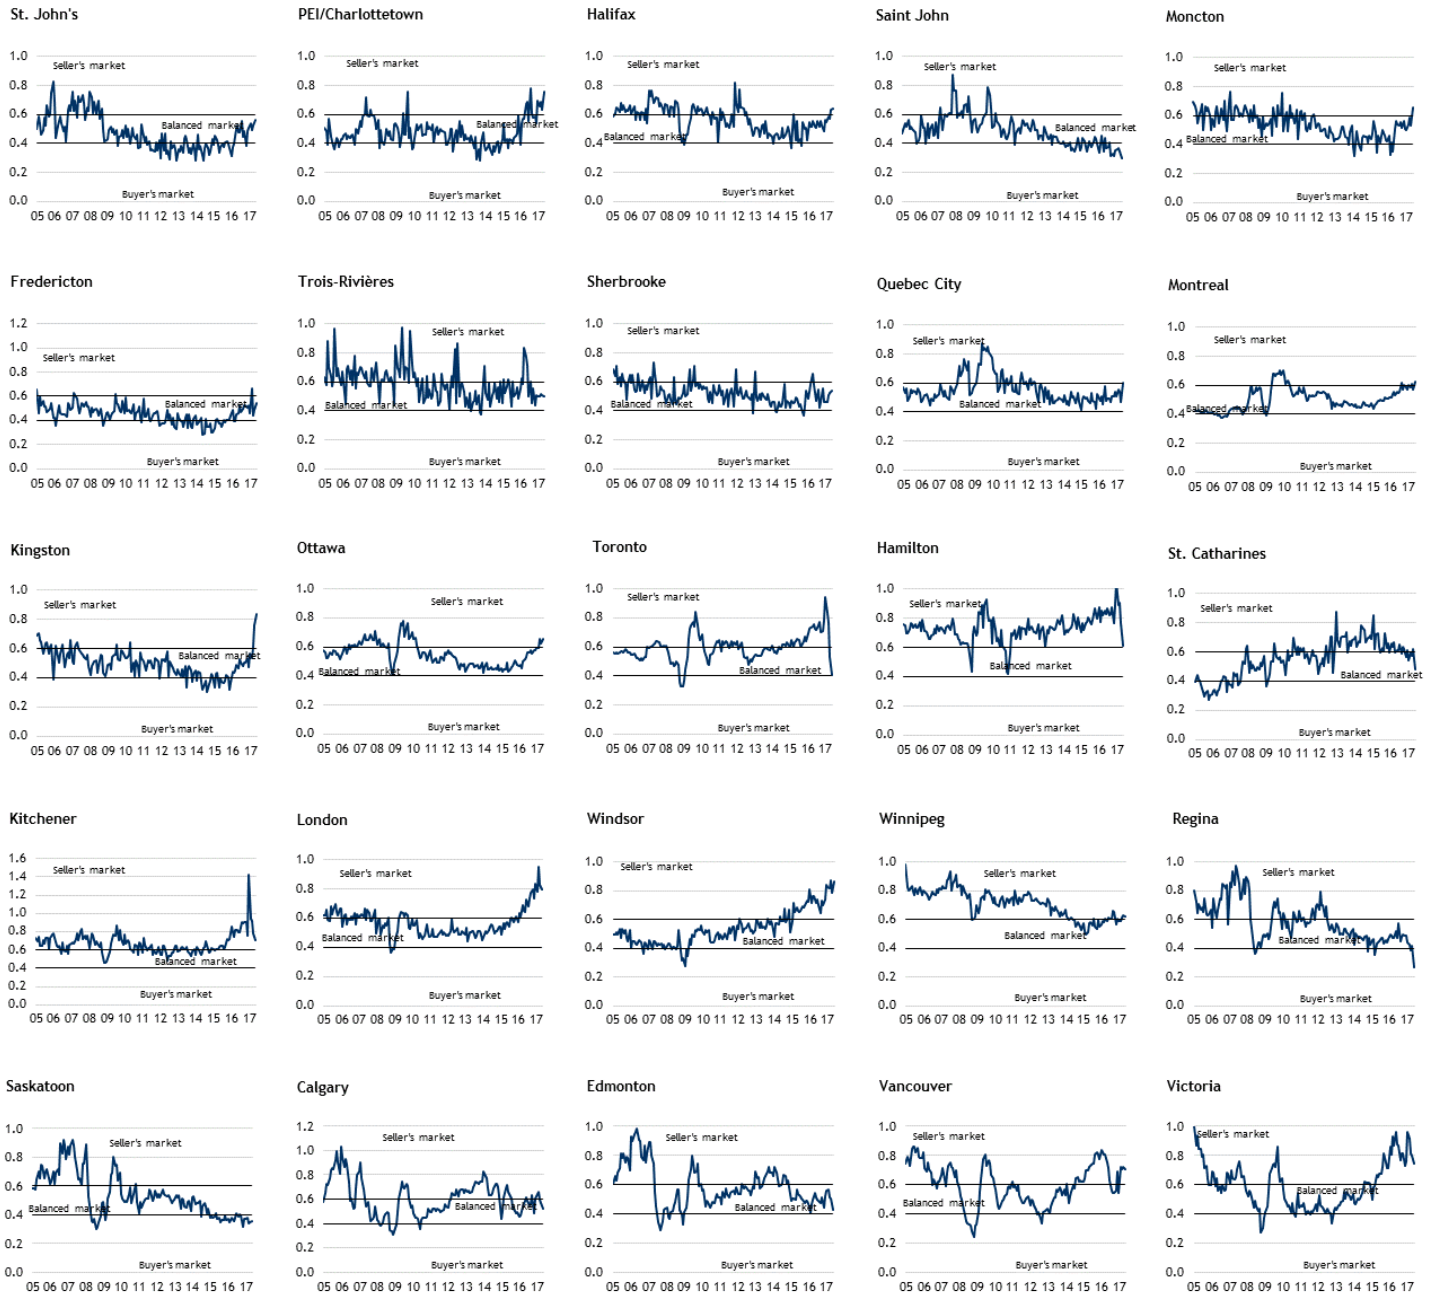 St. John's
1.0
Seller's market
0.8
0.6
Balanced market
0.4
0.2
Buyer's market
0.0
05 06 07 08 09 10 11 12 13 14 15 16 17
PEI/Charlottetown
1.0
Seller's market
0.8
0.6
Balanced market
0.4
0.2
Buyer's market
0.0
05 06 07 08 09 10 11 12 13 14 15 16 17
Halifax
1.0
Seller's market
0.8
0.6
Balanced market
0.4
0.2
Buyer's market
0.0
05 06 07 08 09 10 11 12 13 14 15 16 17
Saint John
1.0
Seller's market
0.8
0.6
Balanced market
0.4
0.2
Buyer's market
0.0
05 06 07 08 09 10 11 12 13 14 15 16 17
Moncton
1.0
Seller's market
0.8
0.6
Balanced market
0.4
0.2
Buyer's market
0.0
05 06 07 08 09 10 11 12 13 14 15 16 17
Fredericton
1.2
1.0
Seller's market
0.8
0.6
Balanced market
0.4
0.2
Buyer's market
0.0
05 06 07 08 09 10 11 12 13 14 15 16 17
Trois-Rivières
1.0
Seller's market
0.8
0.6
Balanced market
0.4
0.2
Buyer's market
0.0
05 06 07 08 09 10 11 12 13 14 15 16 17
Sherbrooke
1.0
Seller's market
0.8
0.6
Balanced market
0.4
0.2
Buyer's market
0.0
05 06 07 08 09 10 11 12 13 14 15 16 17
Quebec City
1.0
Seller's market
0.8
0.6
Balanced market
0.4
0.2
Buyer's market
0.0
05 06 07 08 09 10 11 12 13 14 15 16 17
Montreal
1.0
Seller's market
0.8
0.6
Balanced market
0.4
0.2
Buyer's market
0.0
05 06 07 08 09 10 11 12 13 14 15 16 17
Kingston
1.0
Seller's market
0.8
0.6
Balanced market
0.4
0.2
Buyer's market
0.0
05 06 07 08 09 10 11 12 13 14 15 16 17
Ottawa
1.0
Seller's market
0.8
0.6
Balanced market
0.4
0.2
Buyer's market
0.0
05 06 07 08 09 10 11 12 13 14 15 16 17
Toronto
1.0
Seller's market
0.8
0.6
Balanced market
0.4
0.2
Buyer's market
0.0
05 06 07 08 09 10 11 12 13 14 15 16 17
Hamilton
1.0
Seller's market
0.8
0.6
Balanced market
0.4
0.2
Buyer's market
0.0
05 06 07 08 09 10 11 12 13 14 15 16 17
St. Catharines
1.0
Seller's market
0.8
0.6
Balanced market
0.4
0.2
Buyer's market
0.0
05 06 07 08 09 10 11 12 13 14 15 16 17
Kitchener
1.6
Seller's market
1.4
1.2
1.0
0.8
0.6
Balanced market
0.4
0.2
Buyer's market
0.0
05 06 07 08 09 10 11 12 13 14 15 16 17
London
1.0
Seller's market
0.8
0.6
Balanced market
0.4
0.2
Buyer's market
0.0
05 06 07 08 09 10 11 12 13 14 15 16 17
Windsor
1.0
Seller's market
0.8
0.6
Balanced market
0.4
0.2
Buyer's market
0.0
05 06 07 08 09 10 11 12 13 14 15 16 17
Winnipeg
1.0
Seller's market
0.8
0.6
Balanced market
0.4
0.2
Buyer's market
0.0
05 06 07 08 09 10 11 12 13 14 15 16 17
Regina
1.0
Seller's market
0.8
0.6
Balanced market
0.4
0.2
Buyer's market
0.0
05 06 07 08 09 10 11 12 13 14 15 16 17
Saskatoon
1.0
Seller's market
0.8
0.6
Balanced market
0.4
0.2
Buyer's market
0.0
05 06 07 08 09 10 11 12 13 14 15 16 17
Calgary
1.2
Seller's market
1.0
0.8
0.6
Balanced market
0.4
0.2
Buyer's market
0.0
05 06 07 08 09 10 11 12 13 14 15 16 17
Edmonton
1.0
Seller's market
0.8
0.6
Balanced market
0.4
0.2
Buyer's market
0.0
05 06 07 08 09 10 11 12 13 14 15 16 17
Vancouver
1.0
Seller's market
0.8
0.6
Balanced market
0.4
0.2
Buyer's market
0.0
05 06 07 08 09 10 11 12 13 14 15 16 17
Victoria
1.0
Seller's market
0.8
0.6
Balanced market
0.4
0.2
Buyer's market
0.0
05 06 07 08 09 10 11 12 13 14 15 16 17